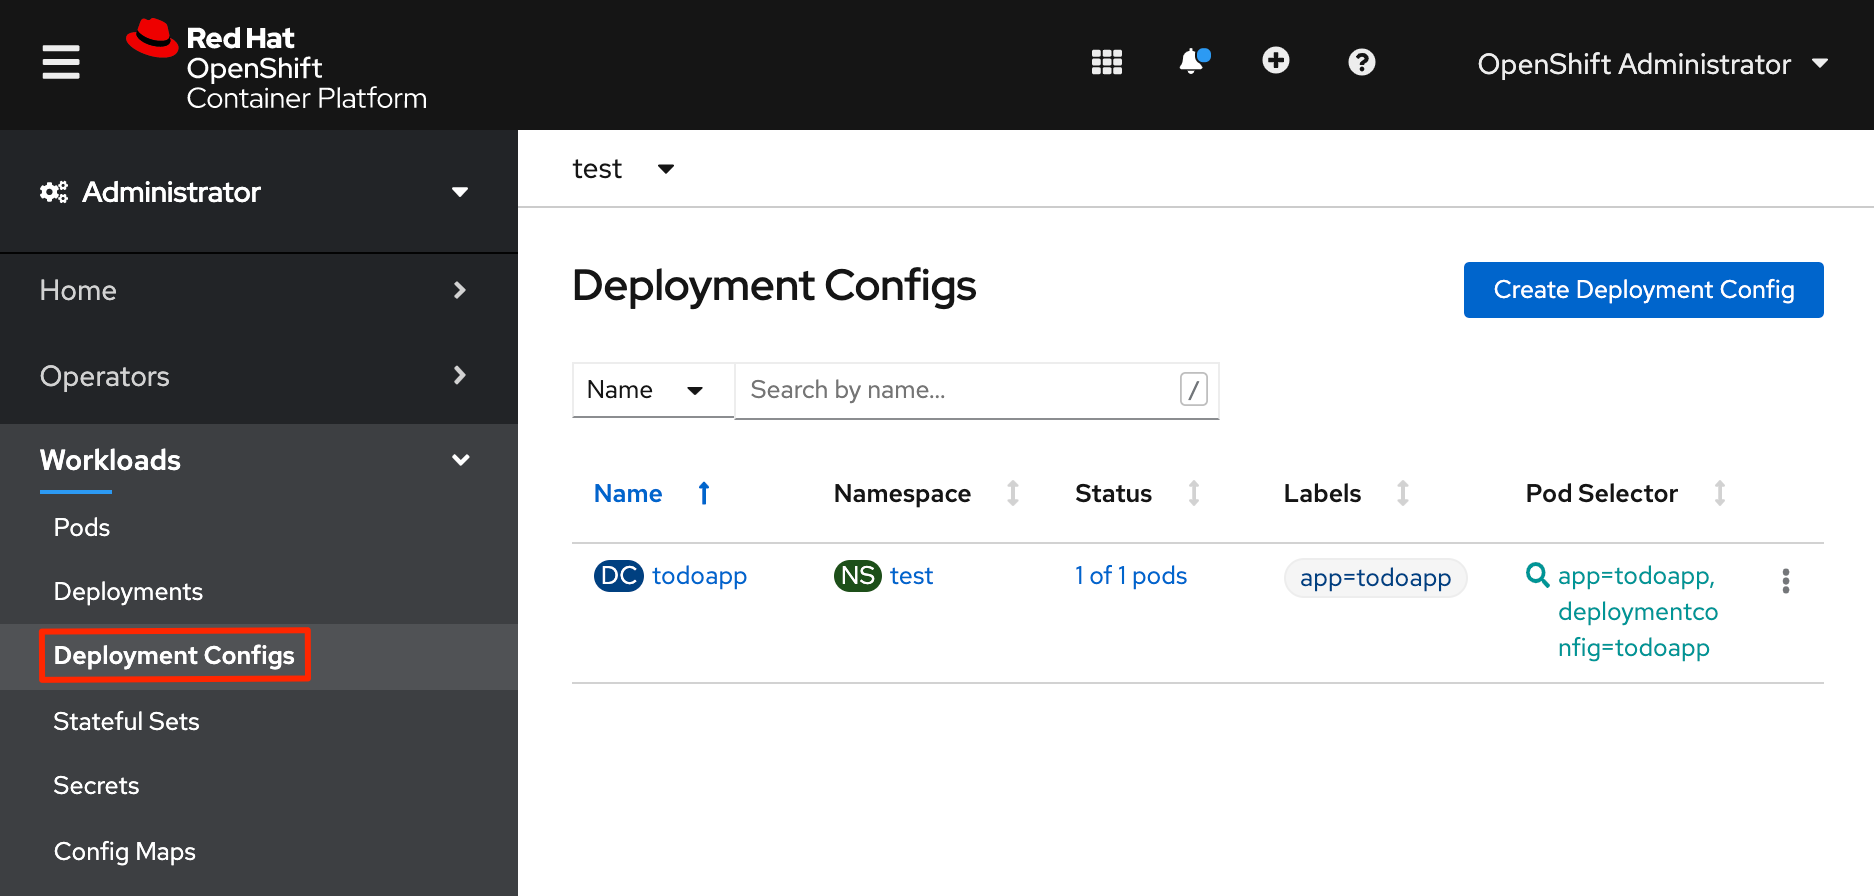 Red Hat
OpenShift
Container Platform
OpenShift Administrator
Administrator
Home
Operators
Workloads
Pods
Deployments
Deployment Configs
Stateful Sets
Secrets
Config Maps
test
Deployment Configs
Create Deployment Config
Name
Search by name...
/
Name Namespace Status Labels Pod Selector
DC todoapp NS test 1 of 1 pods app=todoapp app=todoapp,
deploymentco
nfig=todoapp